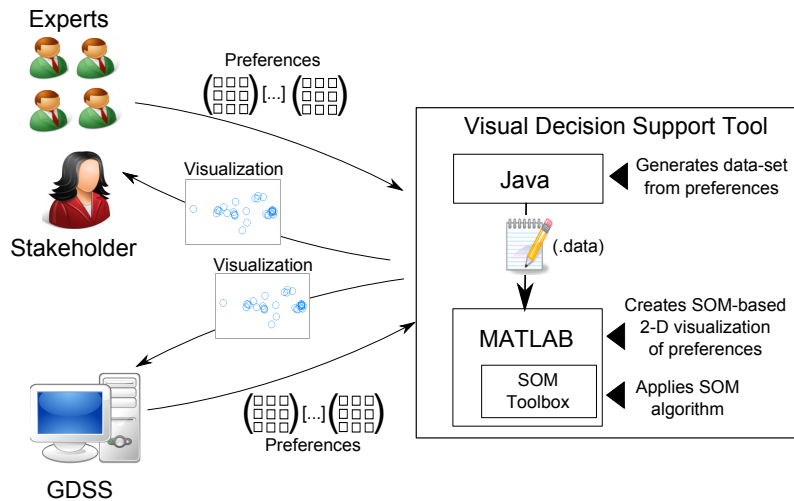 Experts
Preferences
[...]
Visualization
Stakeholder
Visualization
GDSS
[...]
Preferences
Visual Decision Support Tool
Java
Generates data-set
from preferences
(.data)
MATLAB
Creates SOM-based
2-D visualization
of preferences
SOM
Toolbox
Applies SOM
algorithm